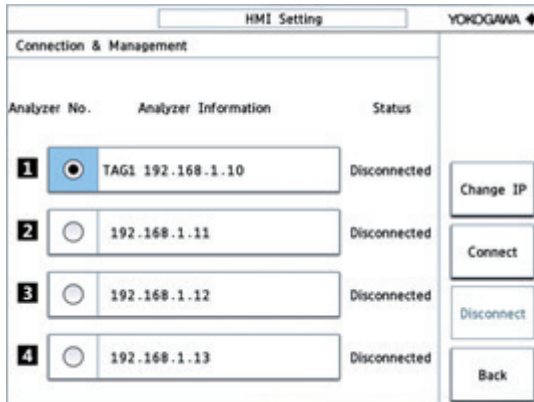 HMI Setting YOKOGAWA
Connection & Management
Analyzer No. Analyzer Information Status
1 TAG1 192.168.1.10 Disconnected
Change IP
2 192.168.1.11 Disconnected
Connect
3 192.168.1.12 Disconnected
Disconnect
4 192.168.1.13 Disconnected
Back